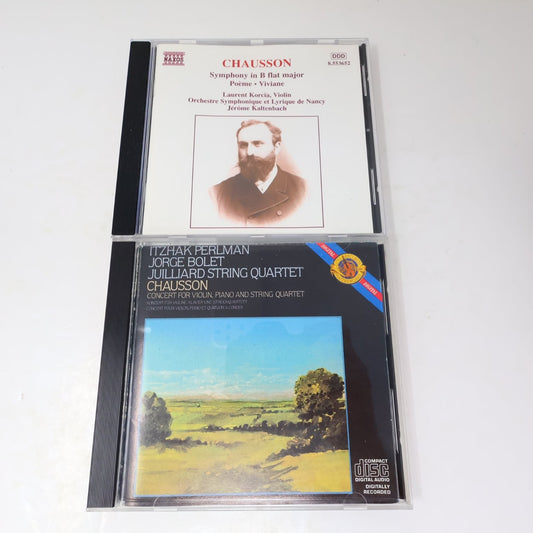 NAXOS
DDD
8.553652
CHAUSSON
Symphony in B flat major
Poème • Viviane
Laurent Korcia, Violin
Orchestre Symphonique et Lyrique de Nancy
Jérôme Kaltenbach
ITZHAK PERLMAN
JORGE BOLET
JUILLIARD STRING QUARTET
CHAUSSON
CONCERT FOR VIOLIN, PIANO AND STRING QUARTET
DIGITAL
DIGITAL
COMPACT
disc
DIGITAL AUDIO
DIGITALLY
RECORDED